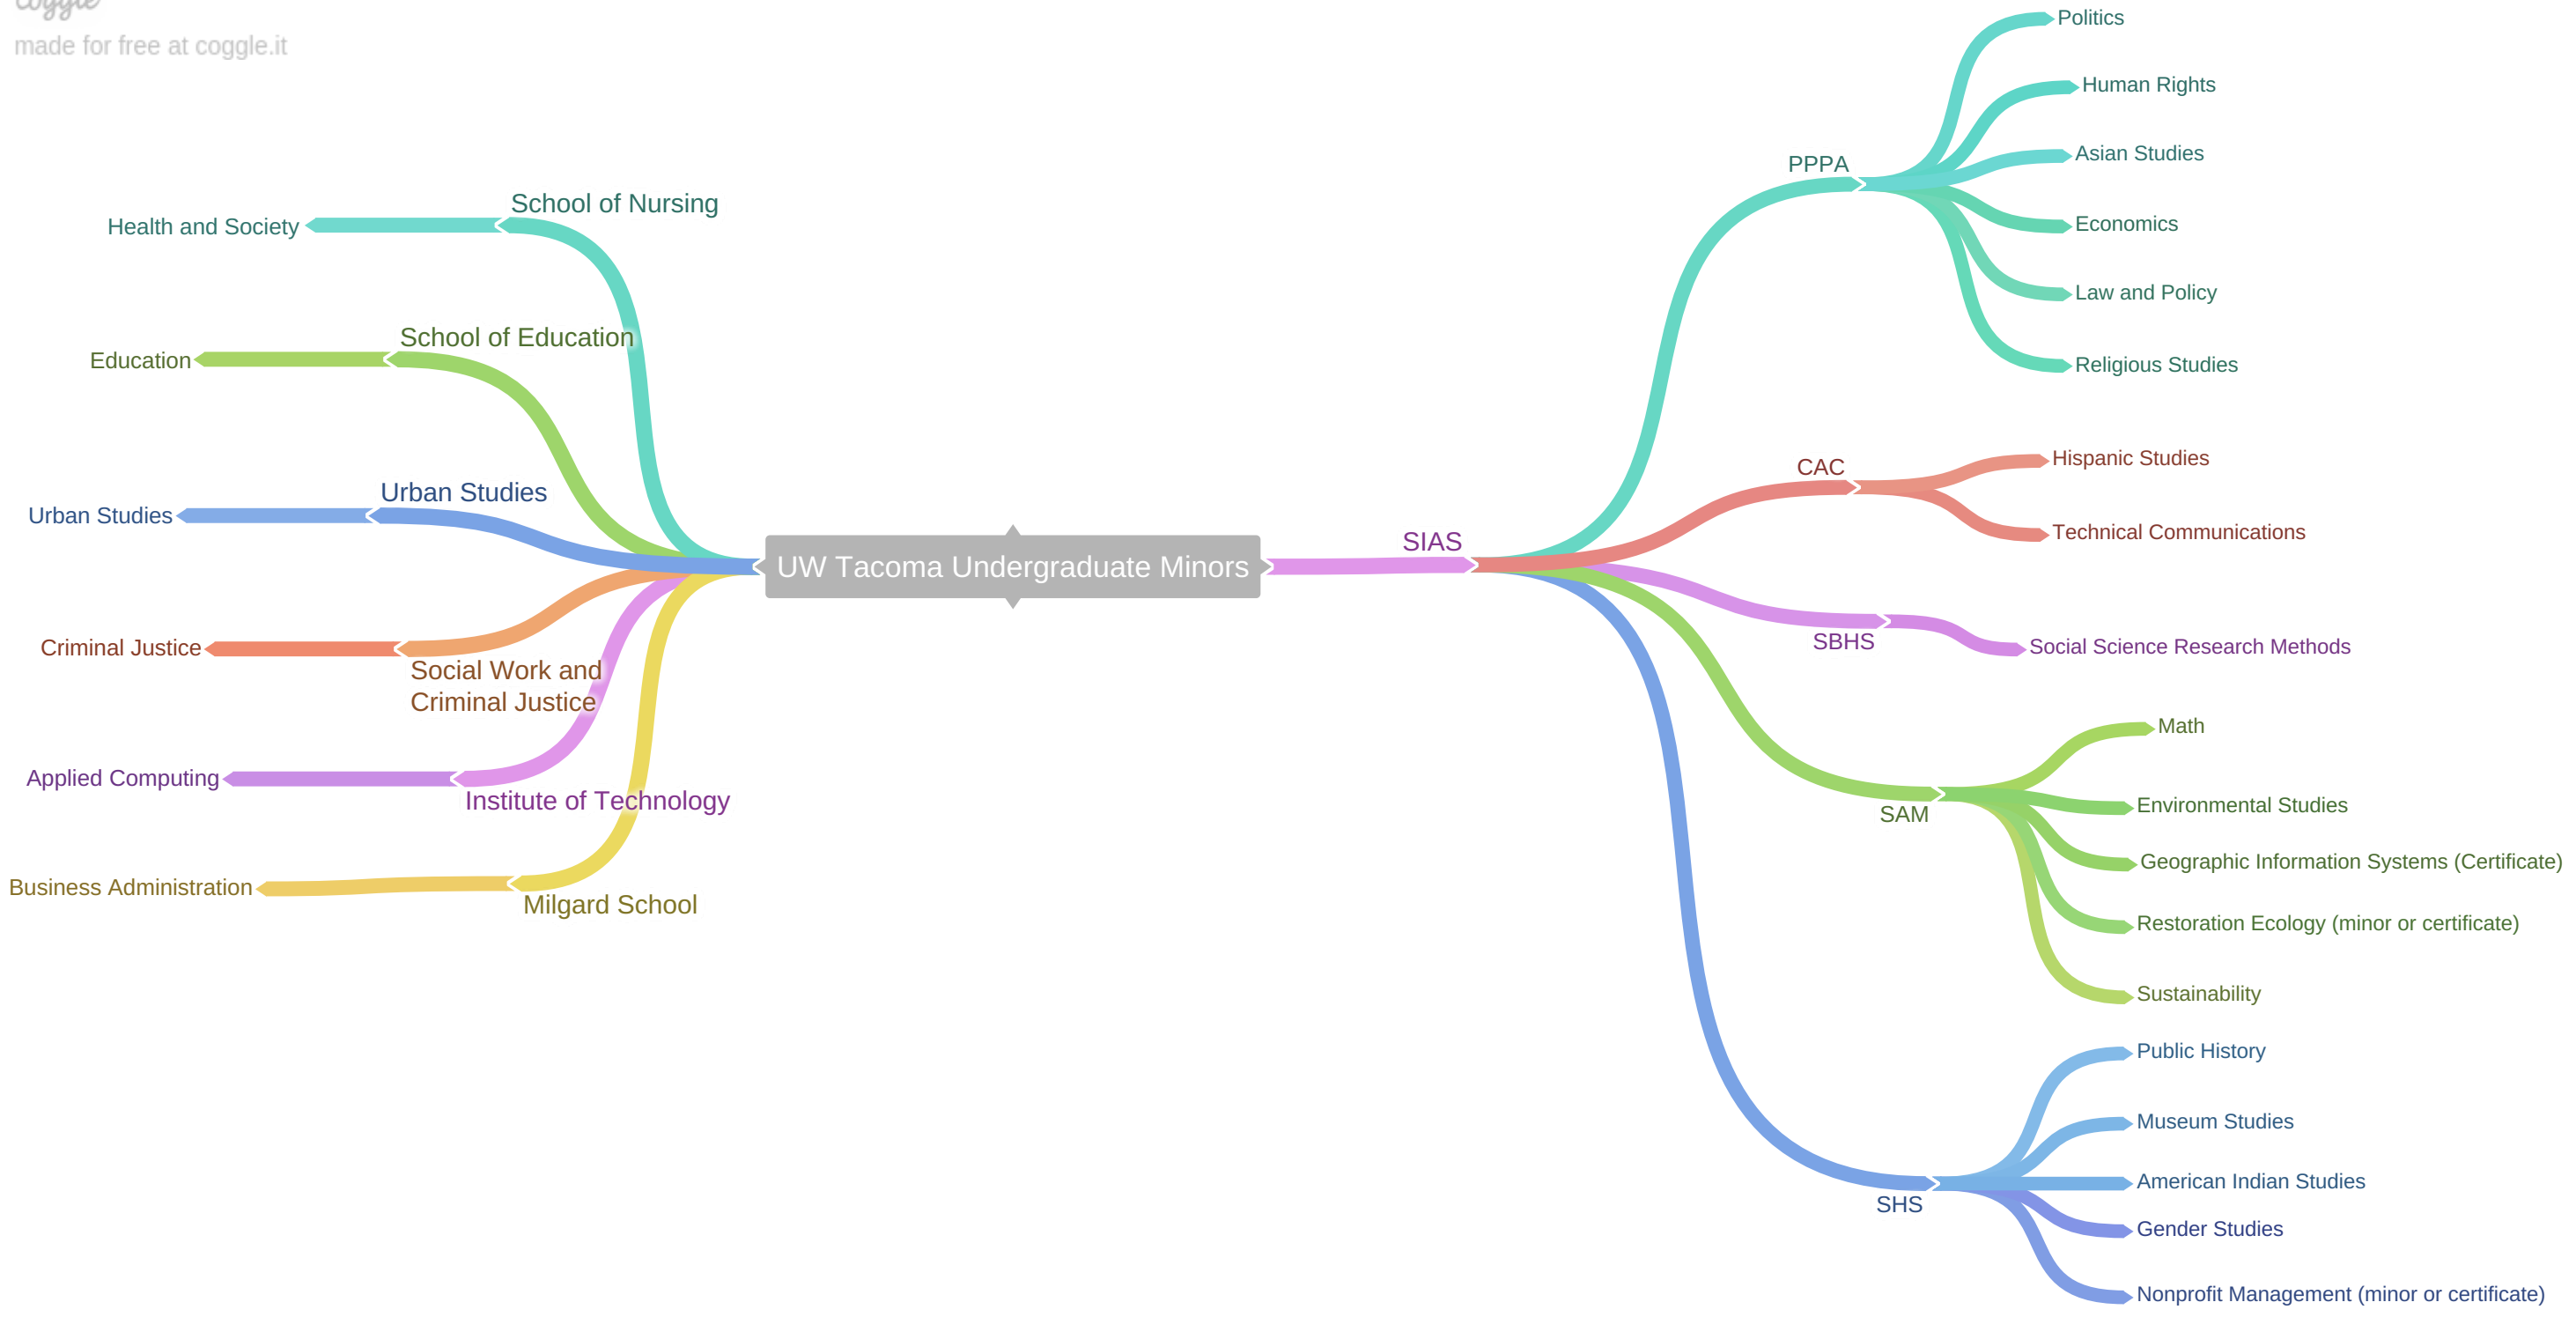 Coggle
made for free at coggle.it
School of Nursing
Health and Society
School of Education
Education
Urban Studies
Urban Studies
Criminal Justice
Social Work and
Criminal Justice
Applied Computing
Institute of Technology
Business Administration
Milgard School
UW Tacoma Undergraduate Minors
SIAS
PPPA
Politics
Human Rights
Asian Studies
Economics
Law and Policy
Religious Studies
CAC
Hispanic Studies
Technical Communications
SBHS
Social Science Research Methods
SAM
Math
Environmental Studies
Geographic Information Systems (Certificate)
Restoration Ecology (minor or certificate)
Sustainability
SHS
Public History
Museum Studies
American Indian Studies
Gender Studies
Nonprofit Management (minor or certificate)